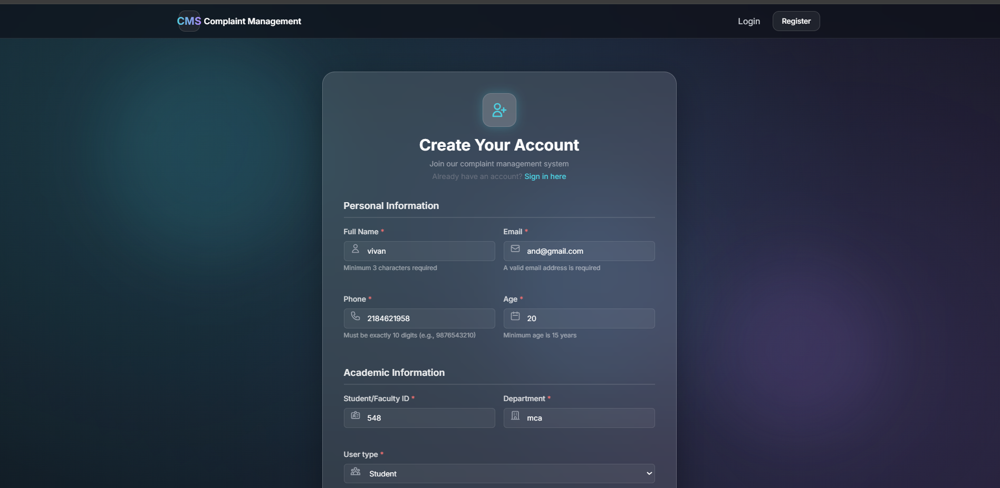 CMS Complaint Management
Login
Register
Create Your Account
Join our complaint management system
Already have an account? Sign in here
Personal Information
Full Name *
Email *
vivan
and@gmail.com
Minimum 3 characters required
A valid email address is required
Phone *
Age *
2184621958
20
Must be exactly 10 digits (e.g., 9876543210)
Minimum age is 15 years
Academic Information
Student/Faculty ID *
Department *
548
mca
User type *
Student